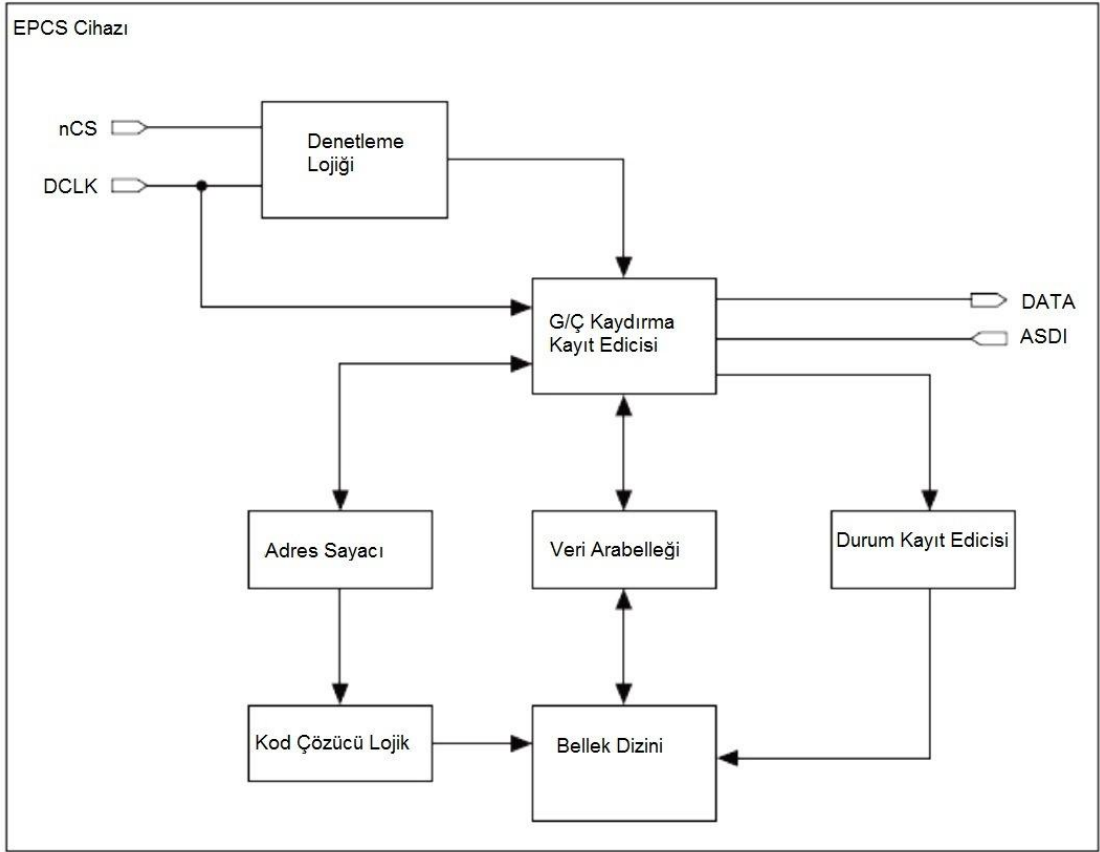 EPCS Cihazı
nCS
Denetleme
Lojiği
DCLK
G/Ç Kaydırma
Kayıt Edicisi
DATA
ASDI
Adres Sayacı
Veri Arabelleği
Durum Kayıt Edicisi
Kod Çözücü Lojik
Bellek Dizini